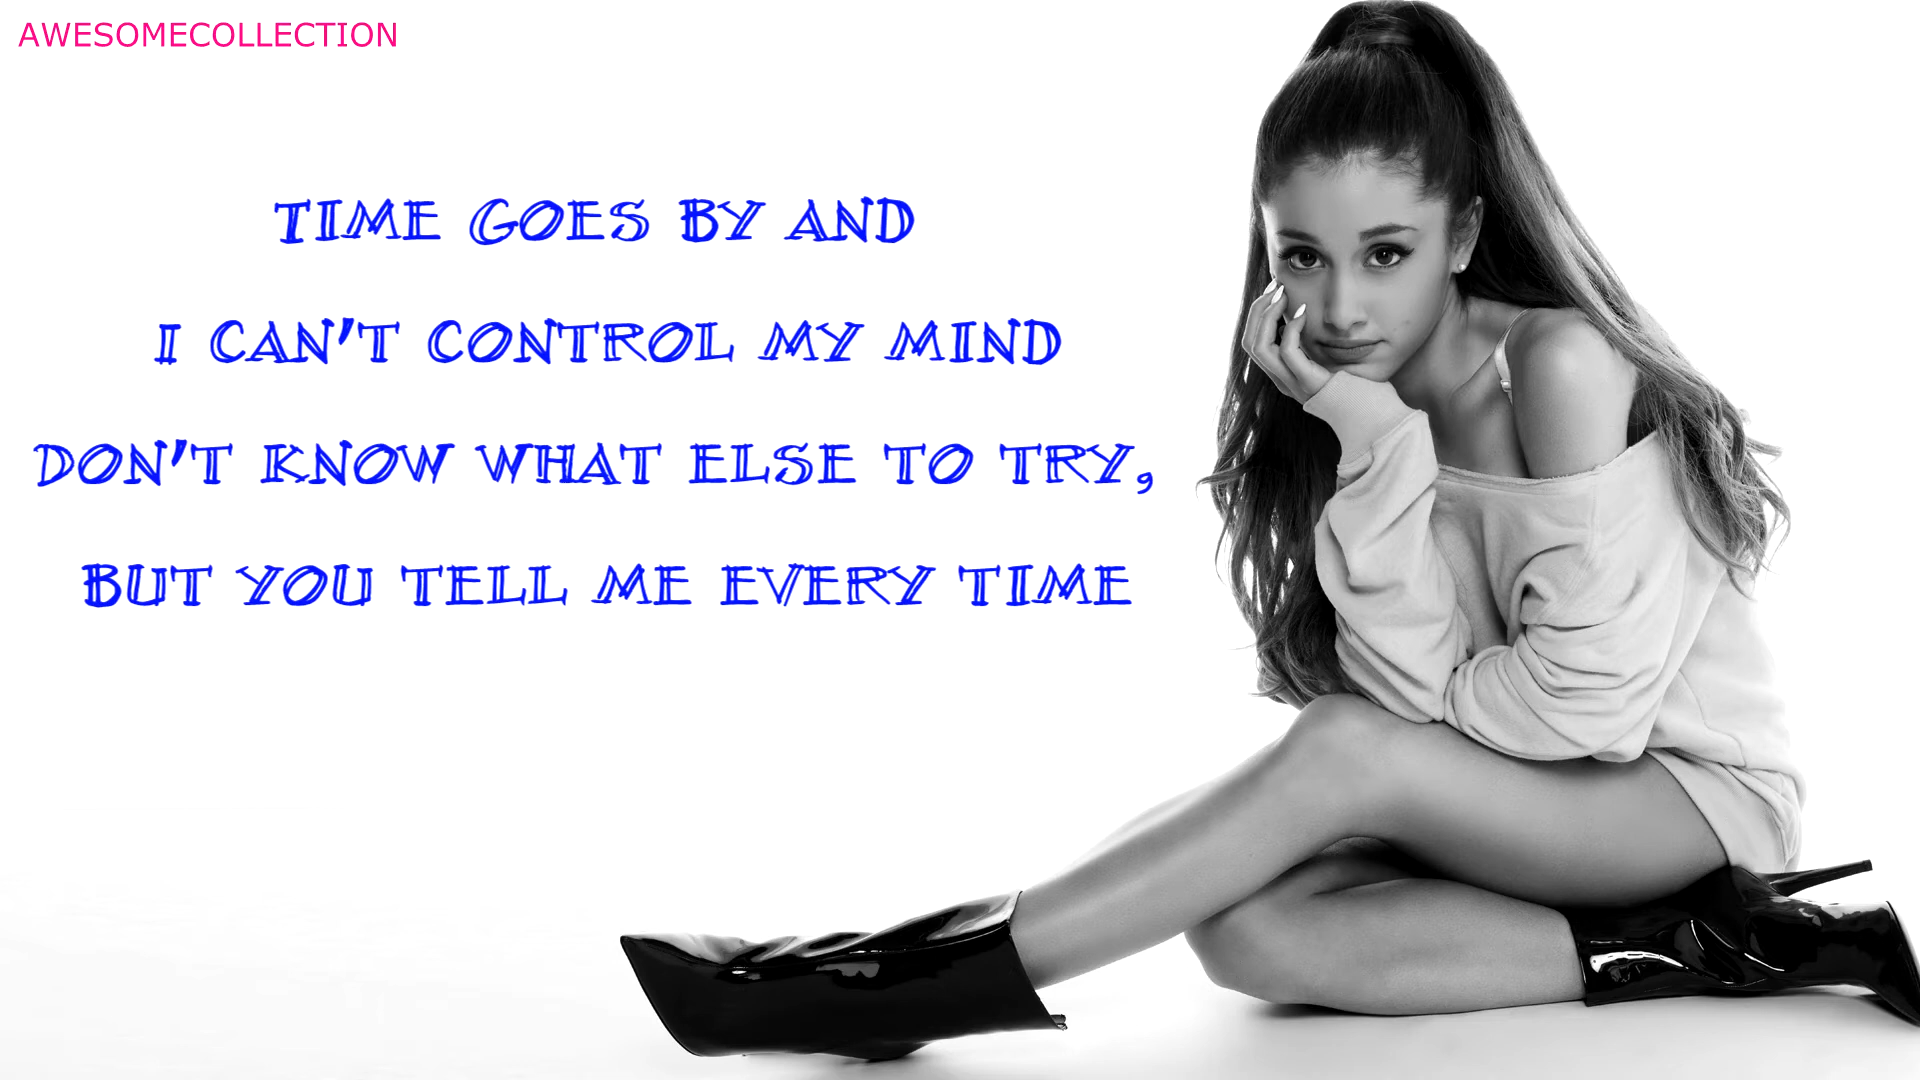 AWESOMECOLLECTION
TIME GOES BY AND
I CAN'T CONTROL MY MIND
DON'T KNOW WHAT ELSE TO TRY,
BUT YOU TELL ME EVERY TIME